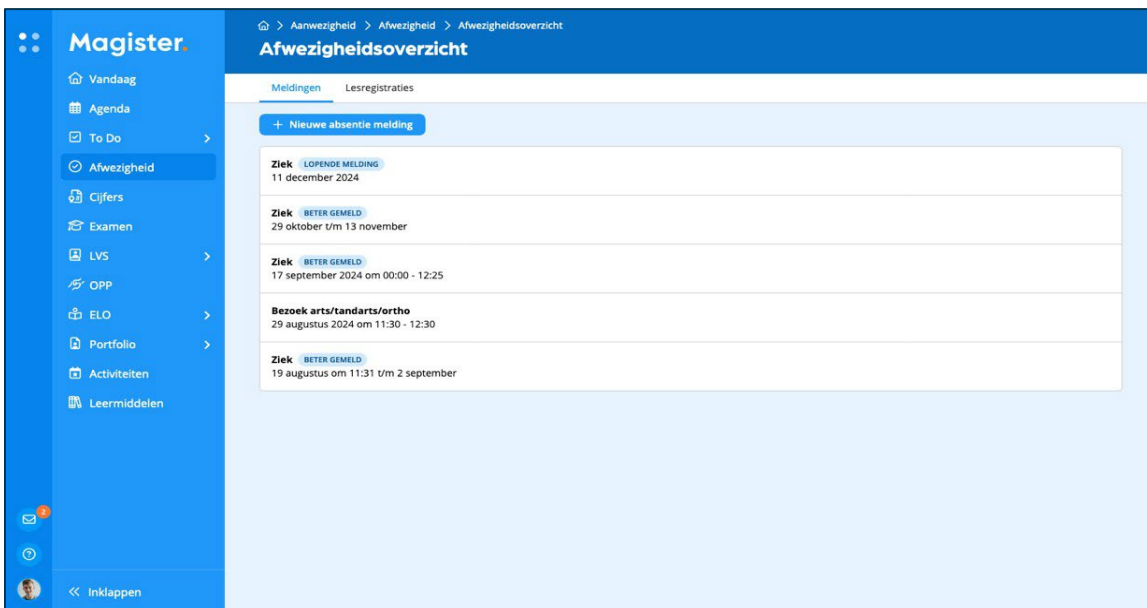 Magister.
Vandaag
Agenda
To Do
Afwezigheid
Cijfers
Examen
LVS
OPP
ELO
Portfolio
Activiteiten
Leermiddelen
2
Inklappen
Aanwezigheid > Afwezigheid > Afwezigheidsoverzicht
Afwezigheidsoverzicht
Meldingen Lesregistraties
+ Nieuwe absentie melding
Ziek LOPENDE MELDING
11 december 2024
Ziek BETER GEMELD
29 oktober t/m 13 november
Ziek BETER GEMELD
17 september 2024 om 00:00 - 12:25
Bezoek arts/tandarts/ortho
29 augustus 2024 om 11:30 - 12:30
Ziek BETER GEMELD
19 augustus om 11:31 t/m 2 september